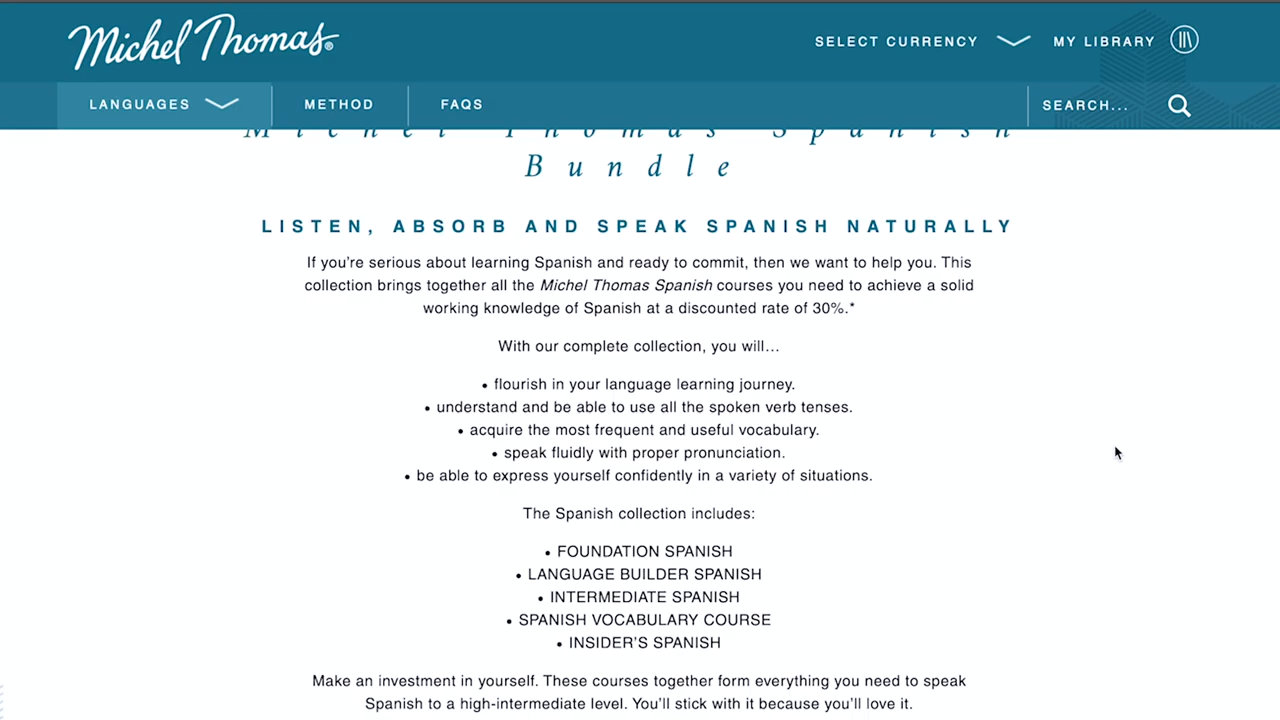 Michel Thomas®
SELECT CURRENCY
MY LIBRARY
LANGUAGES
METHOD
FAQS
SEARCH...
Michel Thomas Spanish
Bundle
LISTEN, ABSORB AND SPEAK SPANISH NATURALLY
If you're serious about learning Spanish and ready to commit, then we want to help you. This
collection brings together all the Michel Thomas Spanish courses you need to achieve a solid
working knowledge of Spanish at a discounted rate of 30%.*
With our complete collection, you will…
• flourish in your language learning journey.
• understand and be able to use all the spoken verb tenses.
• acquire the most frequent and useful vocabulary.
• speak fluidly with proper pronunciation.
• be able to express yourself confidently in a variety of situations.
The Spanish collection includes:
• FOUNDATION SPANISH
• LANGUAGE BUILDER SPANISH
• INTERMEDIATE SPANISH
• SPANISH VOCABULARY COURSE
• INSIDER'S SPANISH
Make an investment in yourself. These courses together form everything you need to speak
Spanish to a high-intermediate level. You'll stick with it because you'll love it.